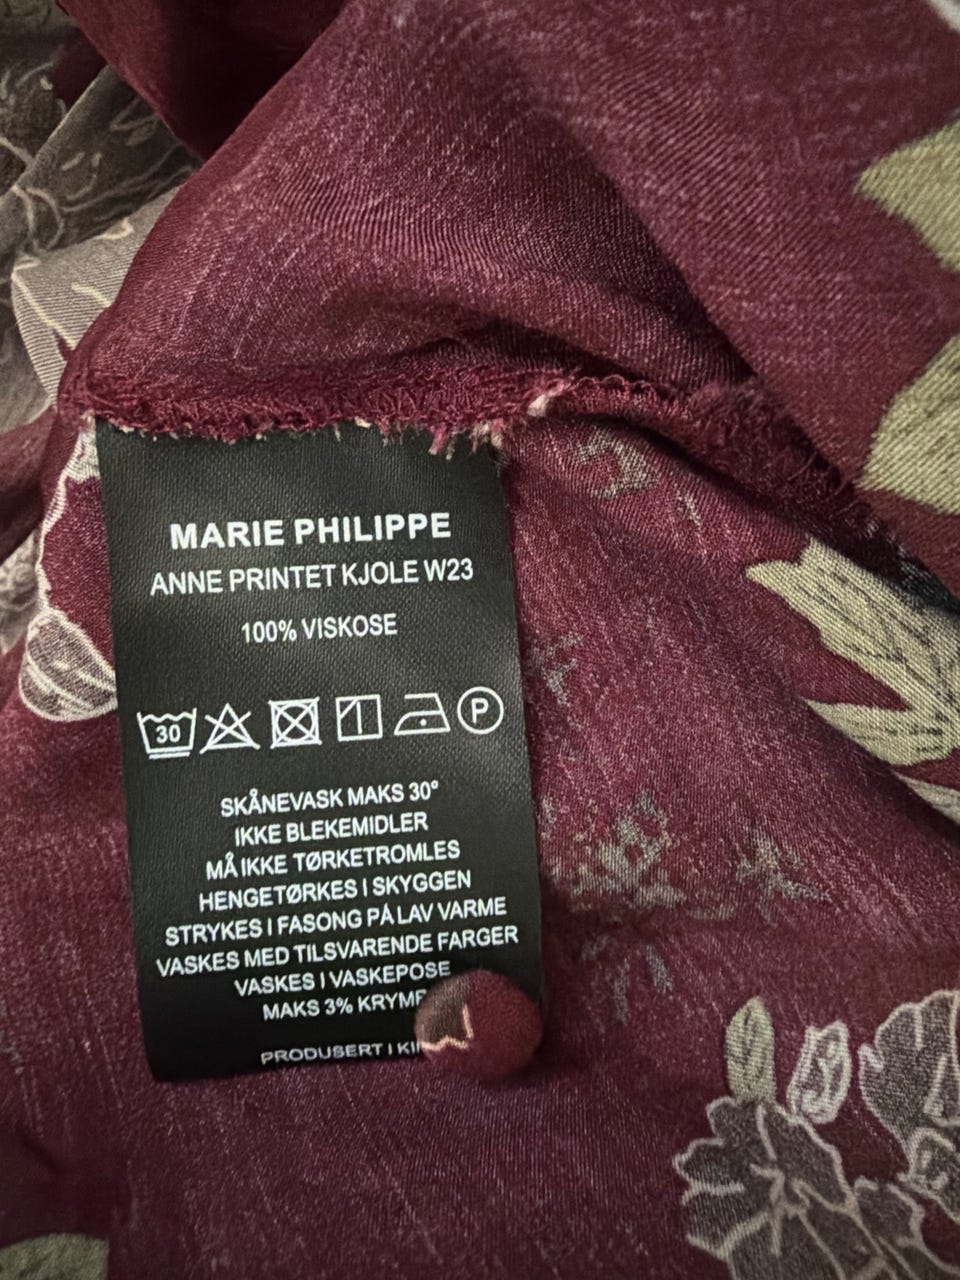 MARIE PHILIPPE
ANNE PRINTET KJOLE W23
100% VISKOSE
30 P
SKÅNEVASK MAKS 30°
IKKE BLEKEMIDLER
MÅ IKKE TØRKETROMLES
HENGETØRKES I SKYGGEN
STRYKES I FASONG PÅ LAV VARME
VASKES MED TILSVARENDE FARGER
VASKES I VASKEPOSE
MAKS 3%
PRODUSERT I